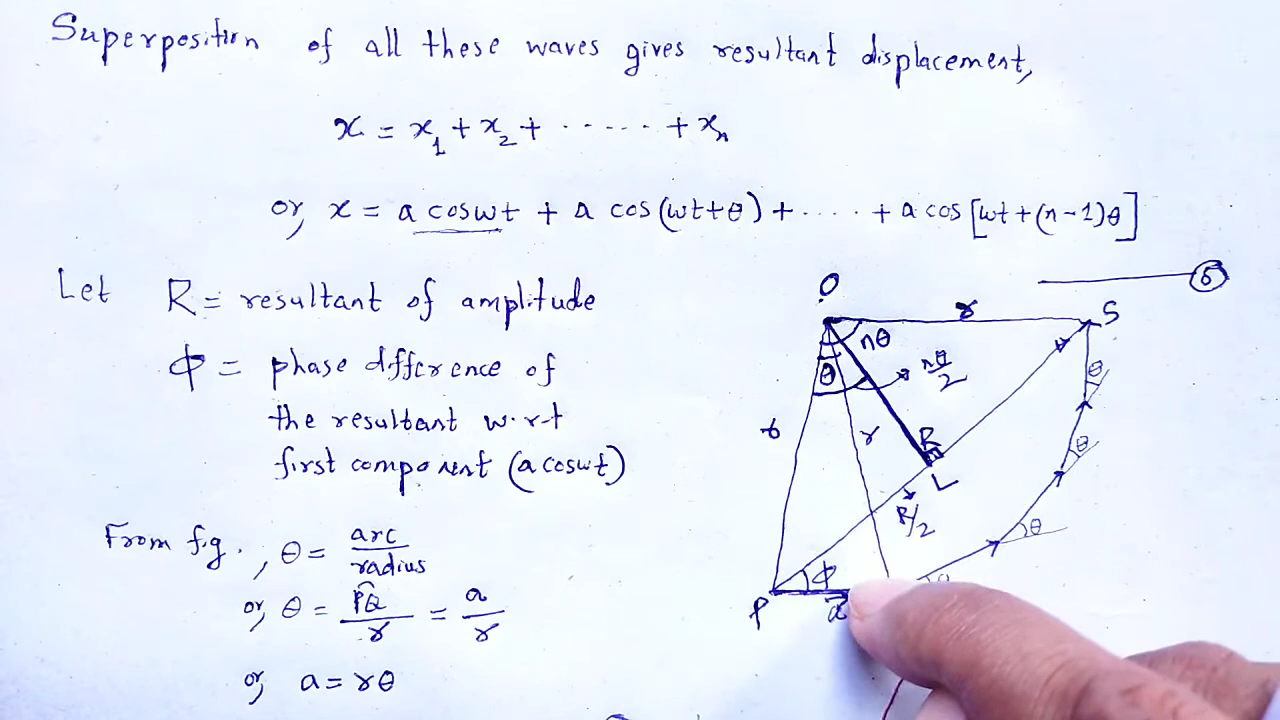 Superposition of all these waves gives resultant displacement,
x = x₁ + x₂ + ...... + xₙ
or, x = a cosωt + a cos(ωt+θ) + ..... + a cos[ωt+(n-1)θ]
Let R = resultant of amplitude
6
ϕ = phase difference of
the resultant w.r.t
first component (a cosωt)
From fig., θ = arc/radius
or, θ = PQ/r = a/r
or, a = rθ
O
r
S
nθ
θ
nθ/2
θ
r
r
R
L
θ
R/2
θ
ϕ
P
a